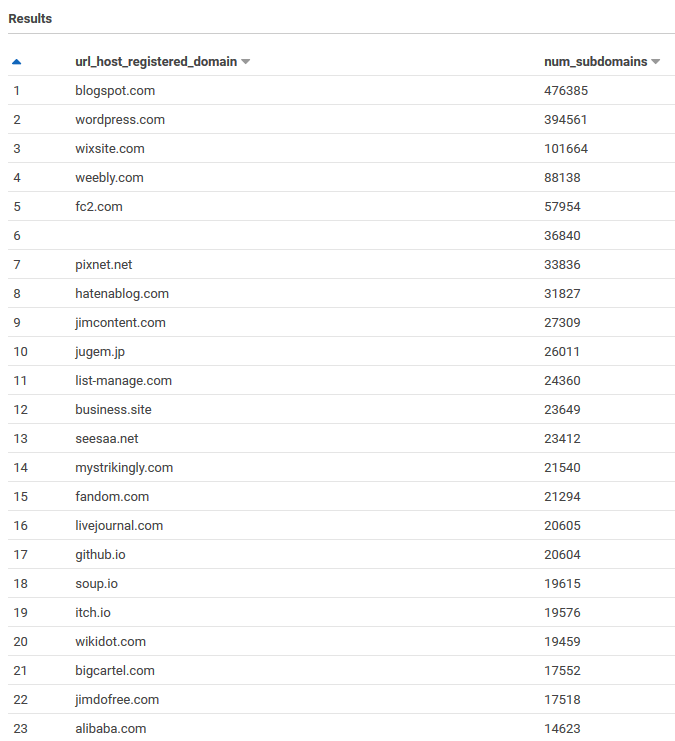 Results
url_host_registered_domain num_subdomains
1 blogspot.com 476385
2 wordpress.com 394561
3 wixsite.com 101664
4 weebly.com 88138
5 fc2.com 57954
6 36840
7 pixnet.net 33836
8 hatenablog.com 31827
9 jimcontent.com 27309
10 jugem.jp 26011
11 list-manage.com 24360
12 business.site 23649
13 seesaa.net 23412
14 mystrikingly.com 21540
15 fandom.com 21294
16 livejournal.com 20605
17 github.io 20604
18 soup.io 19615
19 itch.io 19576
20 wikidot.com 19459
21 bigcartel.com 17552
22 jimdofree.com 17518
23 alibaba.com 14623